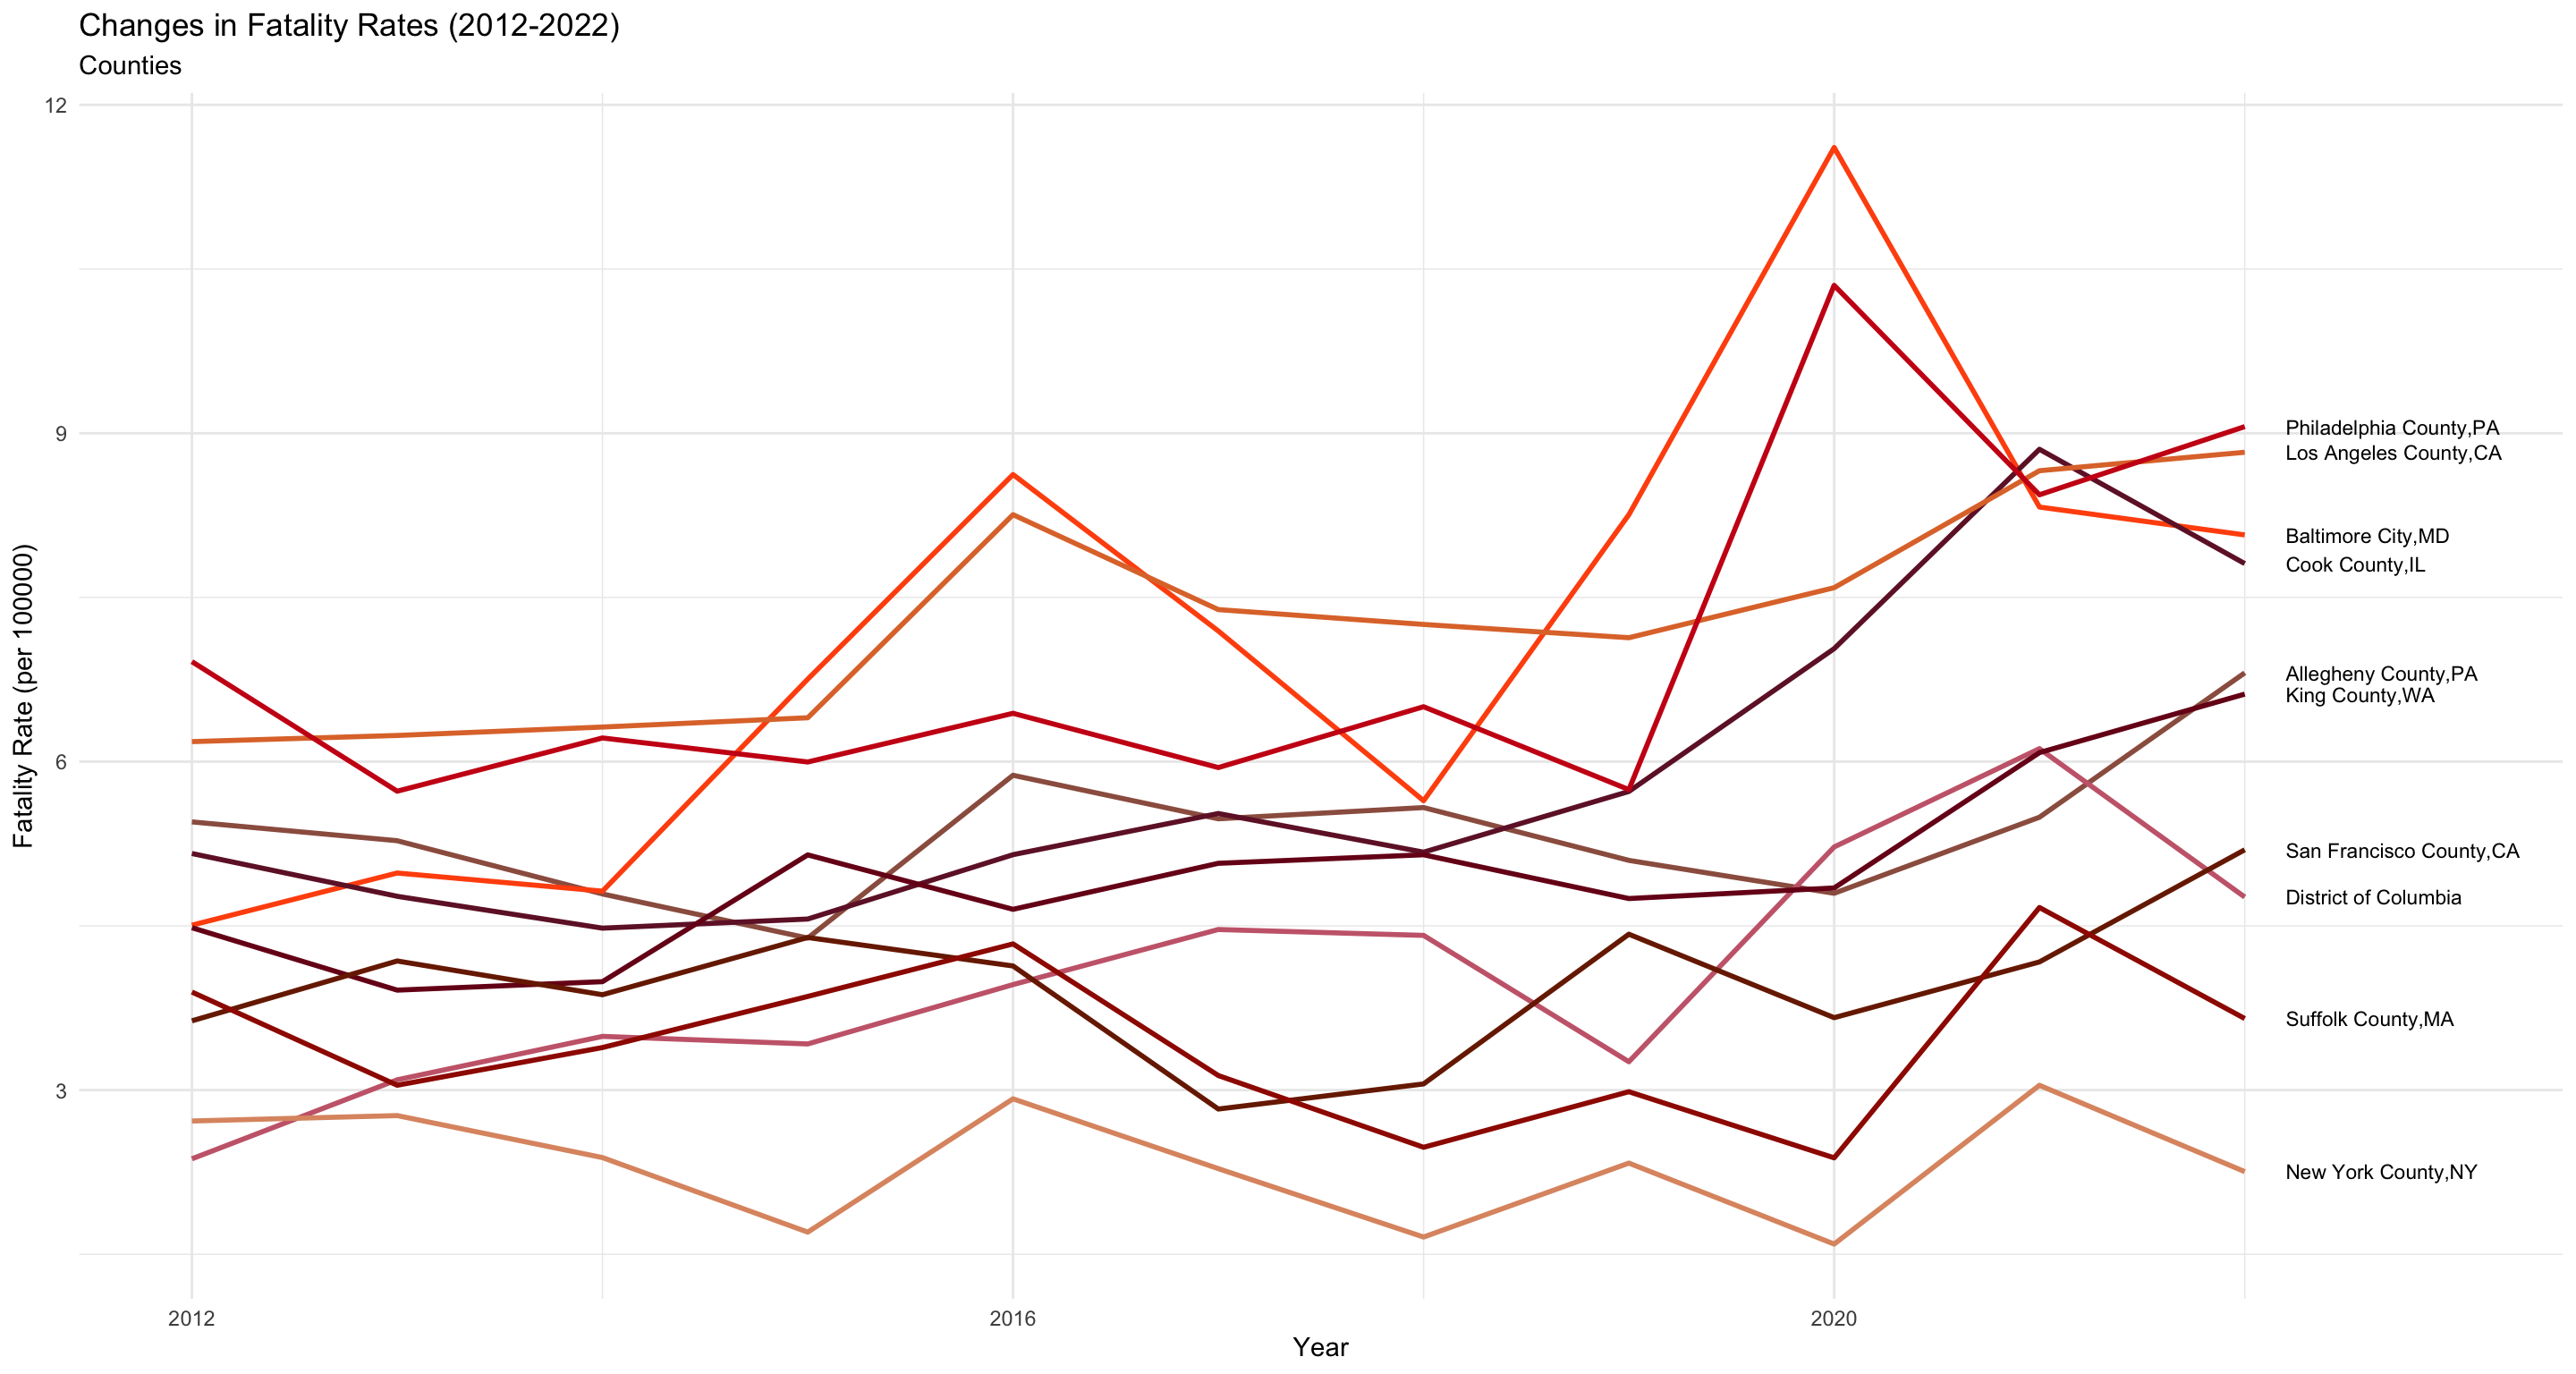 Changes in Fatality Rates (2012-2022)
Counties
12
9
6
3
Fatality Rate (per 100000)
Philadelphia County,PA
Los Angeles County,CA
Baltimore City,MD
Cook County,IL
Allegheny County,PA
King County,WA
San Francisco County,CA
District of Columbia
Suffolk County,MA
New York County,NY
2012
2016
2020
Year